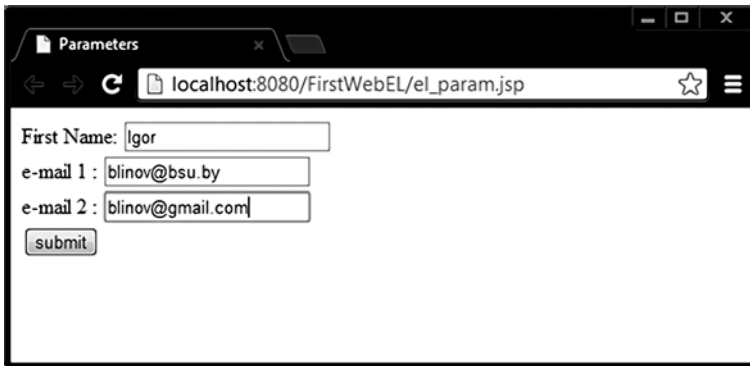 Parameters
localhost:8080/FirstWebEL/el_param.jsp
First Name: Igor
e-mail 1 : blinov@bsu.by
e-mail 2 : blinov@gmail.com
submit